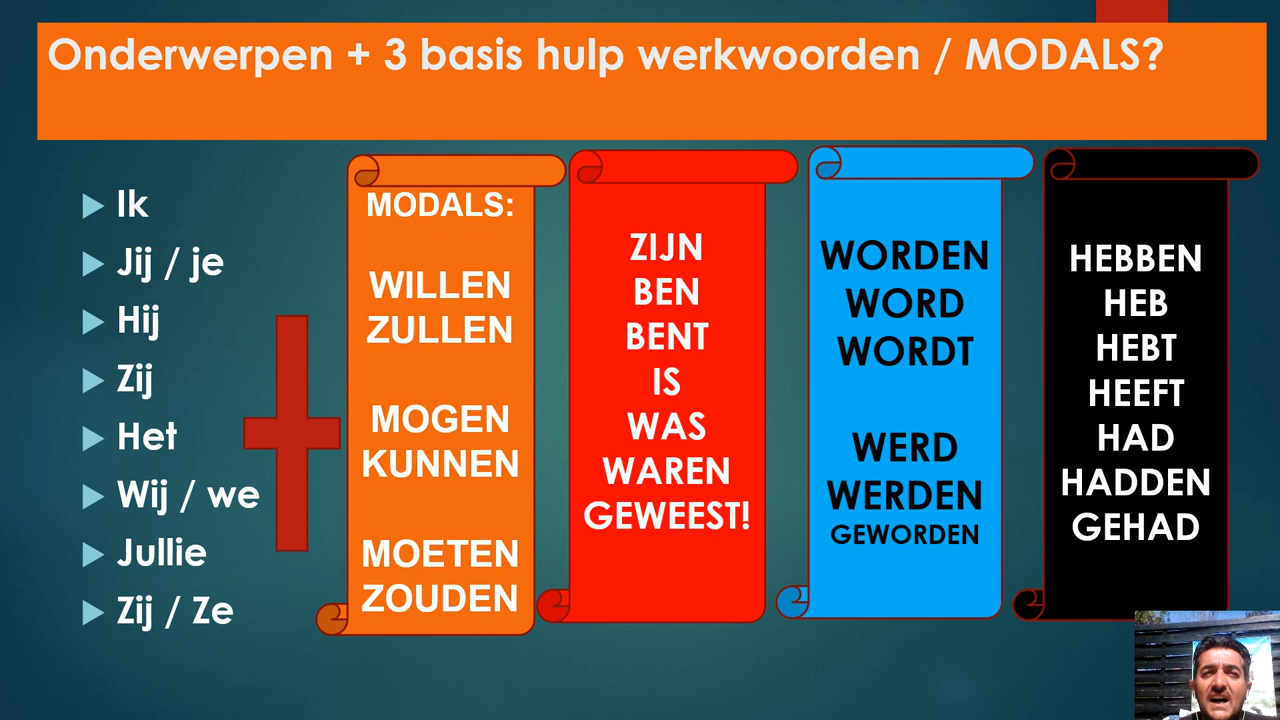 Onderwerpen + 3 basis hulp werkwoorden / MODALS?
Ik
Jij / je
Hij
Zij
Het
Wij / we
Jullie
Zij / Ze
MODALS:
WILLEN
ZULLEN
MOGEN
KUNNEN
MOETEN
ZOUDEN
ZIJN
BEN
BENT
IS
WAS
WAREN
GEWEEST!
WORDEN
WORD
WORDT
WERD
WERDEN
GEWORDEN
HEBBEN
HEB
HEBT
HEEFT
HAD
HADDEN
GEHAD